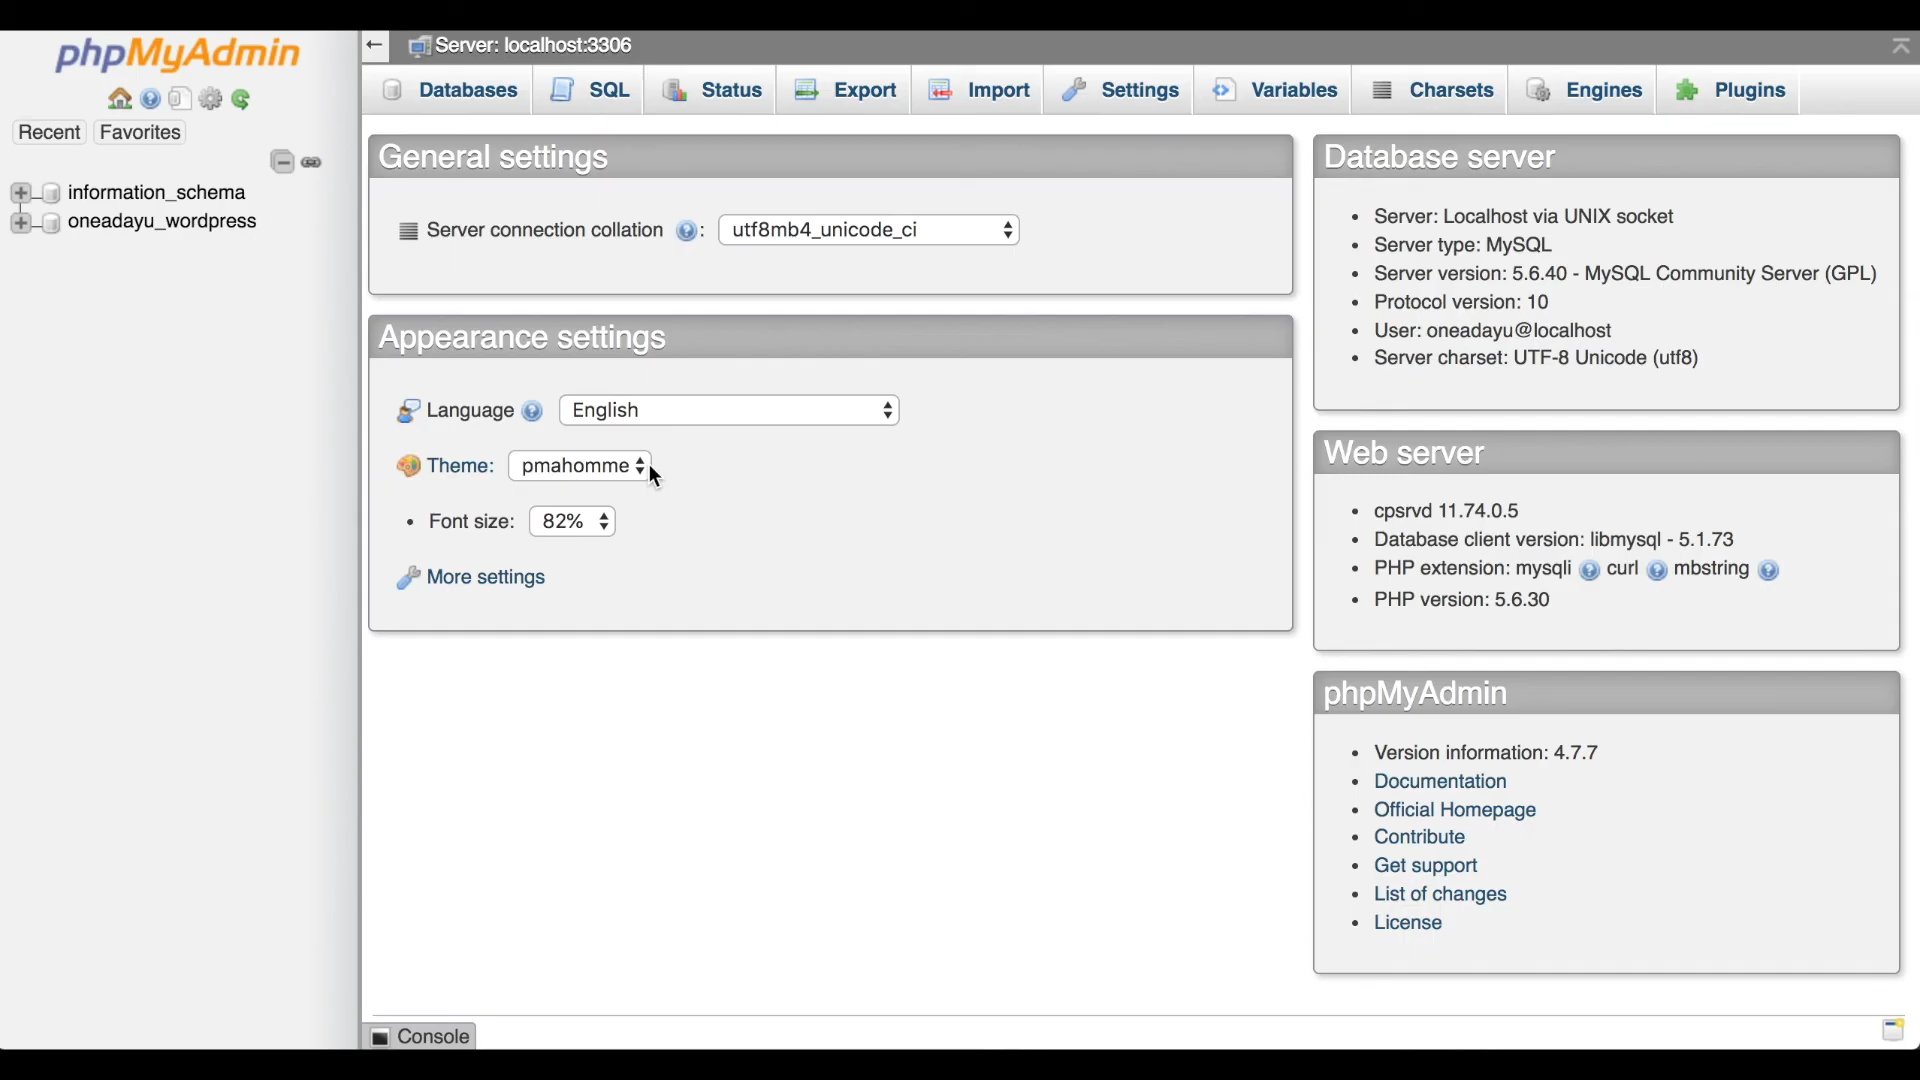 phpMyAdmin
Recent Favorites
information_schema
oneadayu_wordpress
Server: localhost:3306
Databases SQL Status Export Import Settings Variables Charsets Engines Plugins
General settings
Server connection collation : utf8mb4_unicode_ci
Appearance settings
Language English
Theme: pmahomme
• Font size: 82%
More settings
Database server
• Server: Localhost via UNIX socket
• Server type: MySQL
• Server version: 5.6.40 - MySQL Community Server (GPL)
• Protocol version: 10
• User: oneadayu@localhost
• Server charset: UTF-8 Unicode (utf8)
Web server
• cpsrvd 11.74.0.5
• Database client version: libmysql - 5.1.73
• PHP extension: mysqli curl mbstring
• PHP version: 5.6.30
phpMyAdmin
• Version information: 4.7.7
• Documentation
• Official Homepage
• Contribute
• Get support
• List of changes
• License
Console